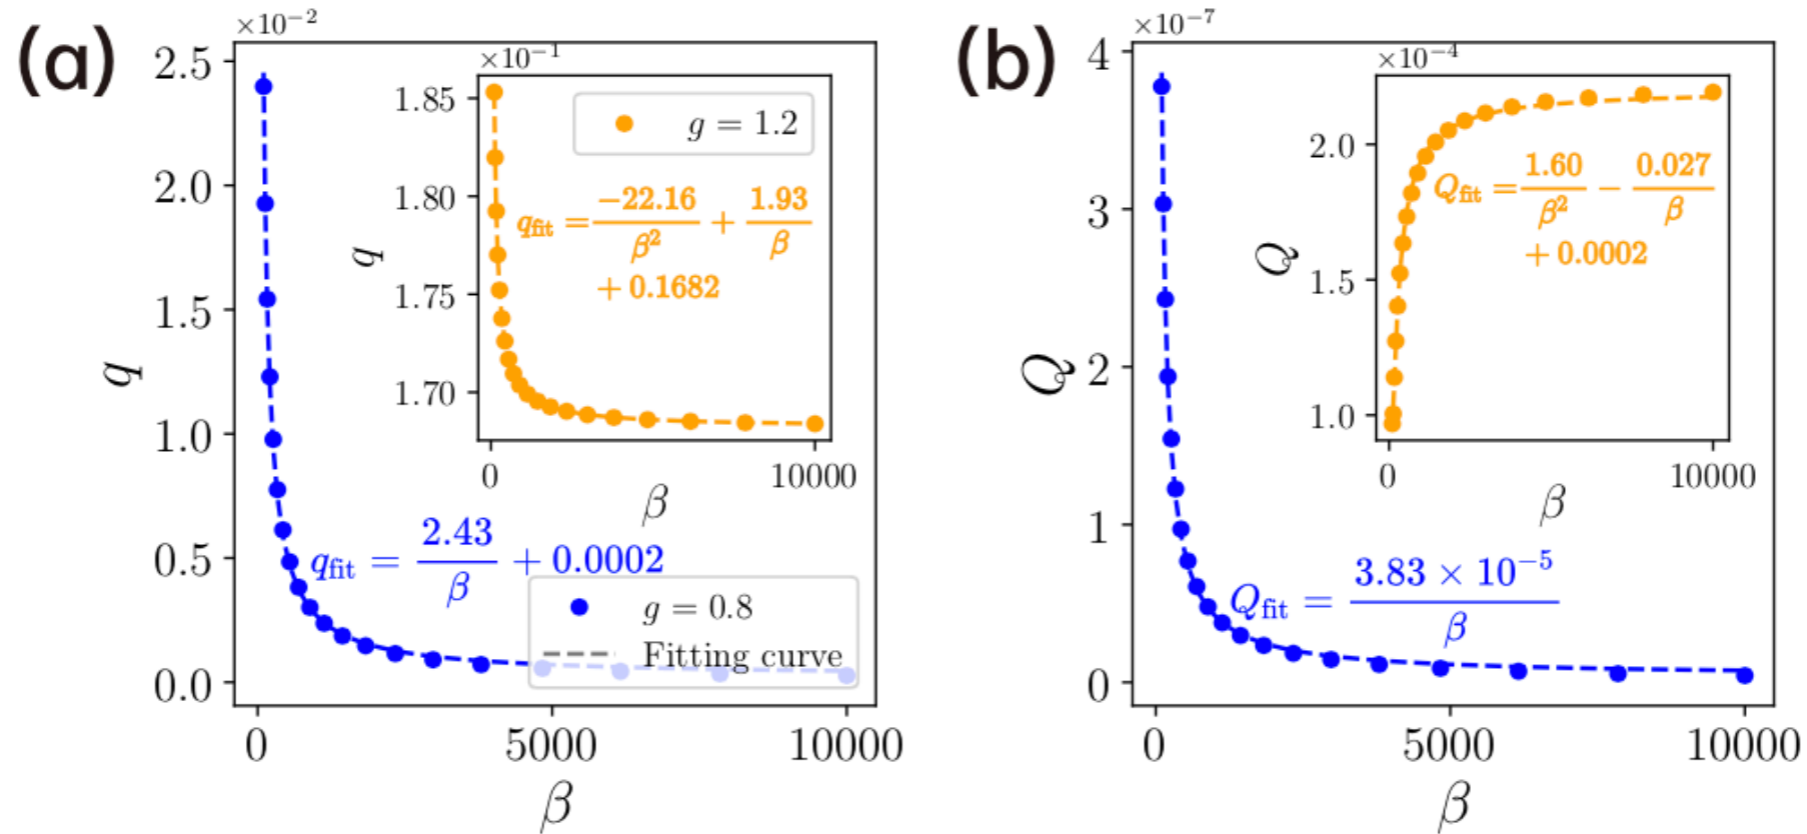 (a)
×10⁻²
2.5
2.0
1.5
1.0
0.5
0.0
q
0
5000
10000
β
q_fit = 2.43/β + 0.0002
g = 0.8
Fitting curve
×10⁻¹
1.85
1.80
1.75
1.70
q
0
10000
β
g = 1.2
q_fit = −22.16/β² + 1.93/β
+ 0.1682
(b)
×10⁻⁷
4
3
2
1
0
Q
0
5000
10000
β
Q_fit = 3.83 × 10⁻⁵/β
×10⁻⁴
2.0
1.5
1.0
Q
0
10000
β
Q_fit = 1.60/β² − 0.027/β
+ 0.0002